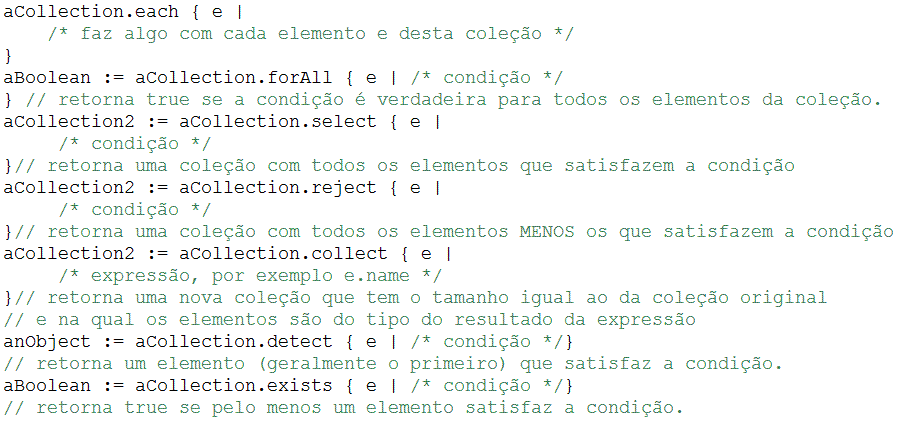 aCollection.each { e |
    /* faz algo com cada elemento e desta coleção */
}
aBoolean := aCollection.forAll { e | /* condição */
} // retorna true se a condição é verdadeira para todos os elementos da coleção.
aCollection2 := aCollection.select { e |
     /* condição */
}// retorna uma coleção com todos os elementos que satisfazem a condição
aCollection2 := aCollection.reject { e |
     /* condição */
}// retorna uma coleção com todos os elementos MENOS os que satisfazem a condição
aCollection2 := aCollection.collect { e |
     /* expressão, por exemplo e.name */
}// retorna uma nova coleção que tem o tamanho igual ao da coleção original
// e na qual os elementos são do tipo do resultado da expressão
anObject := aCollection.detect { e | /* condição */}
// retorna um elemento (geralmente o primeiro) que satisfaz a condição.
aBoolean := aCollection.exists { e | /* condição */}
// retorna true se pelo menos um elemento satisfaz a condição.